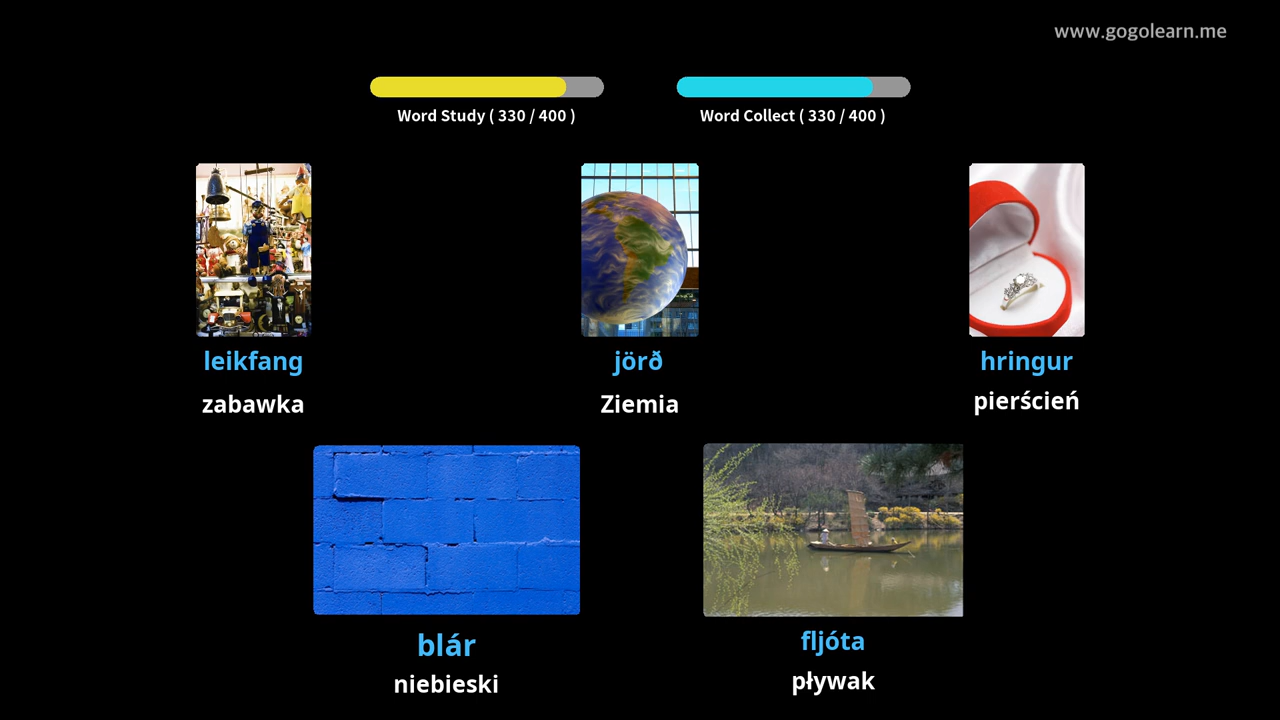 www.gogolearn.me
Word Study ( 330 / 400 )
Word Collect ( 330 / 400 )
leikfang
zabawka
jörð
Ziemia
hringur
pierścień
blár
niebieski
fljóta
pływak